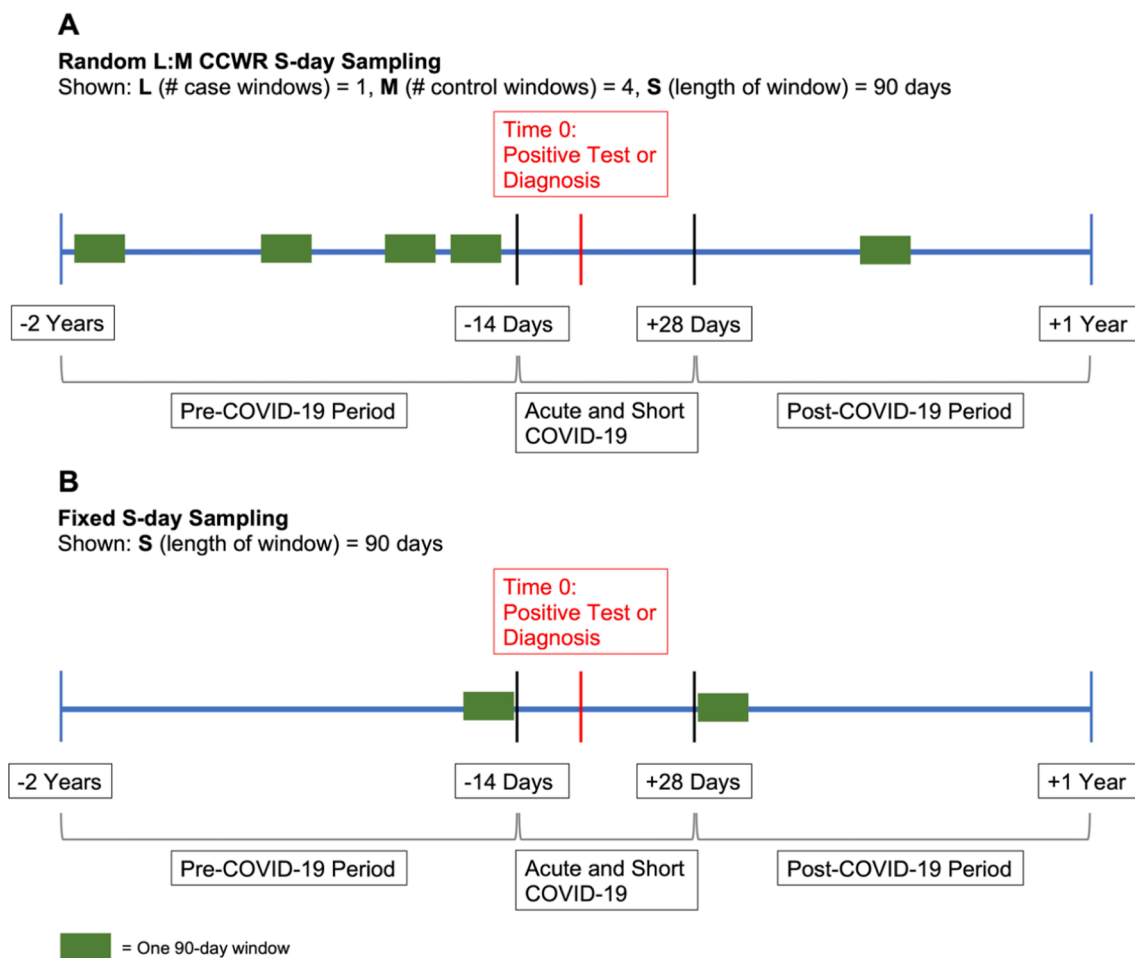 A
Random L:M CCWR S-day Sampling
Shown: L (# case windows) = 1, M (# control windows) = 4, S (length of window) = 90 days
Time 0:
Positive Test or
Diagnosis
-2 Years
-14 Days
+28 Days
+1 Year
Pre-COVID-19 Period
Acute and Short
COVID-19
Post-COVID-19 Period
B
Fixed S-day Sampling
Shown: S (length of window) = 90 days
Time 0:
Positive Test or
Diagnosis
-2 Years
-14 Days
+28 Days
+1 Year
Pre-COVID-19 Period
Acute and Short
COVID-19
Post-COVID-19 Period
= One 90-day window